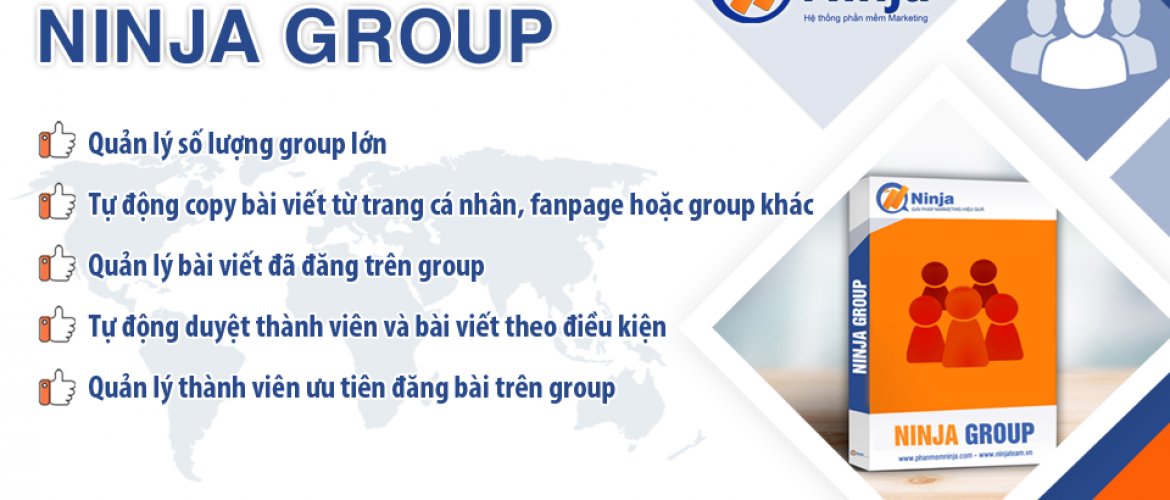 NINJA GROUP
Ninja
Hệ thống phần mềm Marketing
Quản lý số lượng group lớn
Tự động copy bài viết từ trang cá nhân, fanpage hoặc group khác
Quản lý bài viết đã đăng trên group
Tự động duyệt thành viên và bài viết theo điều kiện
Quản lý thành viên ưu tiên đăng bài trên group
Ninja
GIẢI PHÁP MARKETING HIỆU QUẢ
NINJA GROUP
NINJA GROUP
www.phanmemninja.com - www.ninjateam.vn